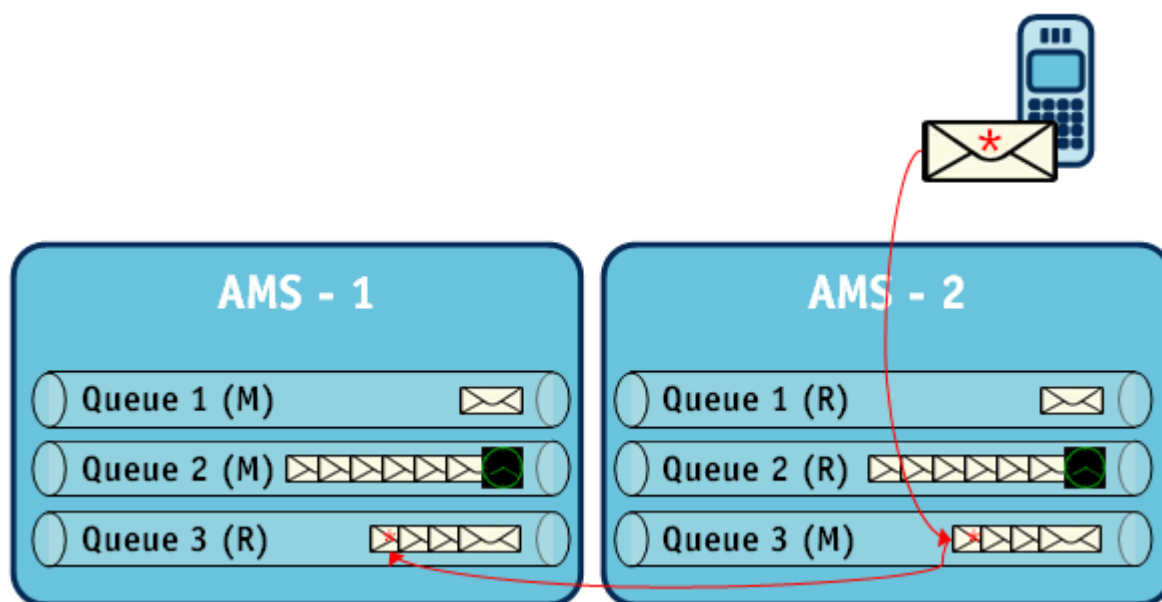 AMS - 1
Queue 1 (M)
Queue 2 (M)
Queue 3 (R)
AMS - 2
Queue 1 (R)
Queue 2 (R)
Queue 3 (M)